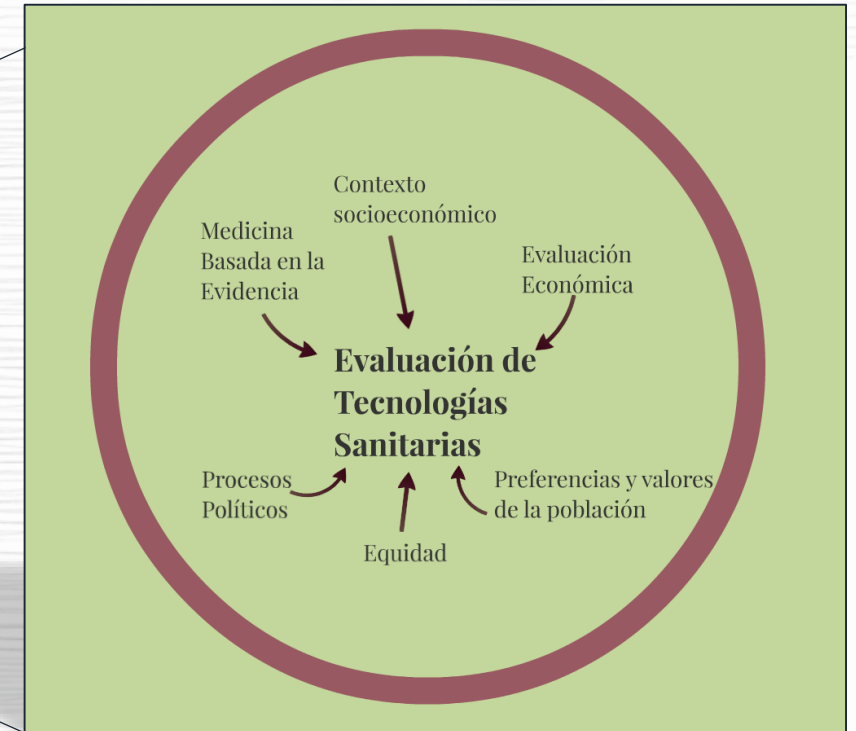 Contexto
socioeconómico
Medicina
Basada en la
Evidencia
Evaluación
Económica
Evaluación de
Tecnologías
Sanitarias
Procesos
Políticos
Preferencias y valores
de la población
Equidad